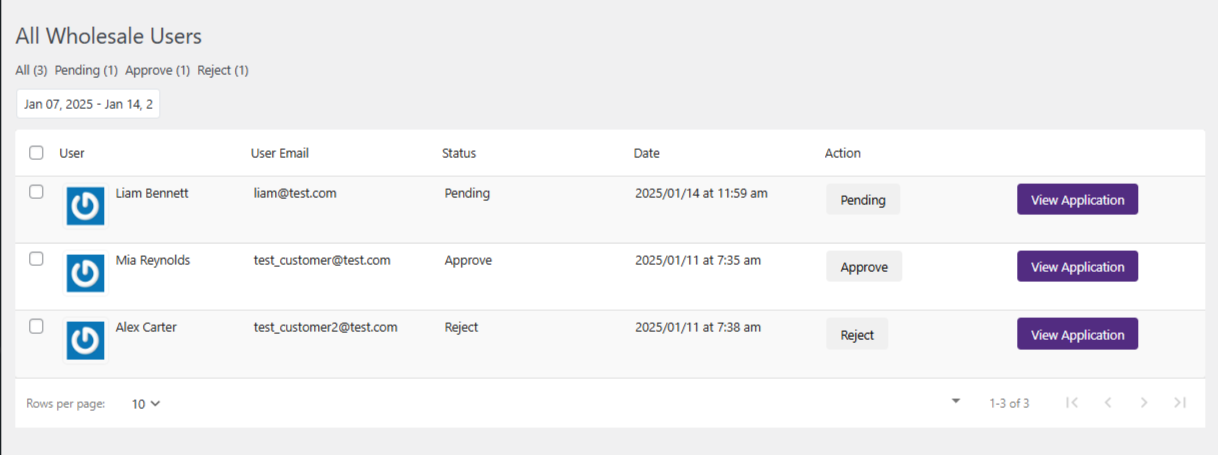 All Wholesale Users
All (3) Pending (1) Approve (1) Reject (1)
Jan 07, 2025 - Jan 14, 2
User User Email Status Date Action
Liam Bennett liam@test.com Pending 2025/01/14 at 11:59 am Pending View Application
Mia Reynolds test_customer@test.com Approve 2025/01/11 at 7:35 am Approve View Application
Alex Carter test_customer2@test.com Reject 2025/01/11 at 7:38 am Reject View Application
Rows per page: 10 1-3 of 3